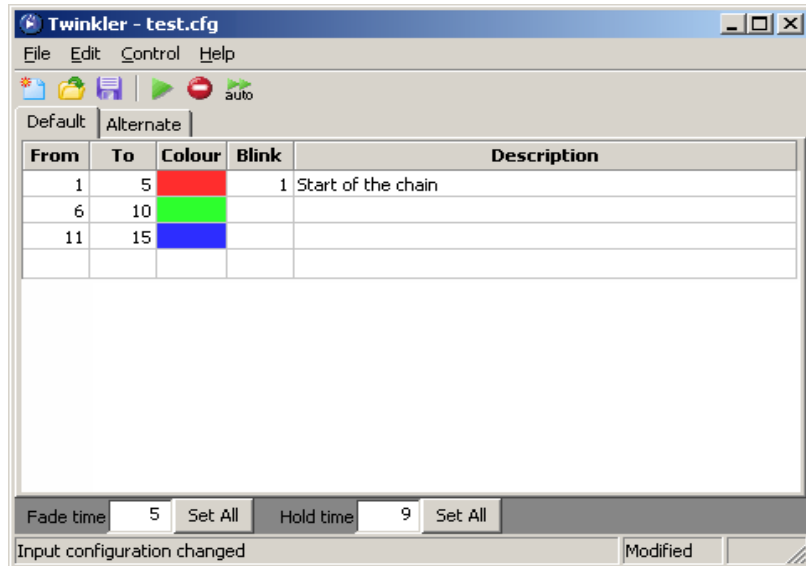 Twinkler - test.cfg
File Edit Control Help
auto
Default Alternate
From To Colour Blink Description
1 5 1 Start of the chain
6 10
11 15
Fade time 5 Set All Hold time 9 Set All
Input configuration changed Modified